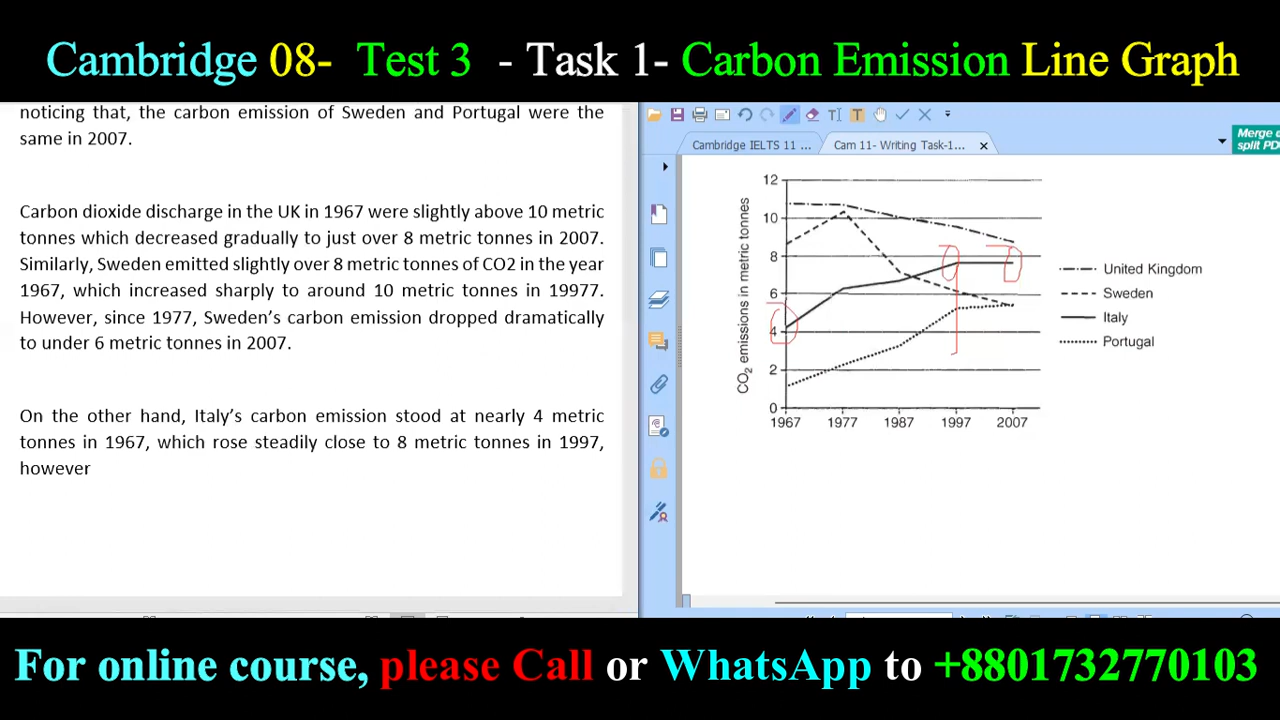 Cambridge 08- Test 3 - Task 1- Carbon Emission Line Graph
noticing that, the carbon emission of Sweden and Portugal were the
same in 2007.
Carbon dioxide discharge in the UK in 1967 were slightly above 10 metric
tonnes which decreased gradually to just over 8 metric tonnes in 2007.
Similarly, Sweden emitted slightly over 8 metric tonnes of CO2 in the year
1967, which increased sharply to around 10 metric tonnes in 19977.
However, since 1977, Sweden's carbon emission dropped dramatically
to under 6 metric tonnes in 2007.
On the other hand, Italy's carbon emission stood at nearly 4 metric
tonnes in 1967, which rose steadily close to 8 metric tonnes in 1997,
however
Merge
split PD
Cambridge IELTS 11 ...
Cam 11- Writing Task-1...
CO2 emissions in metric tonnes
12
10
8
6
4
2
0
1967 1977 1987 1997 2007
United Kingdom
Sweden
Italy
Portugal
For online course, please Call or WhatsApp to +8801732770103